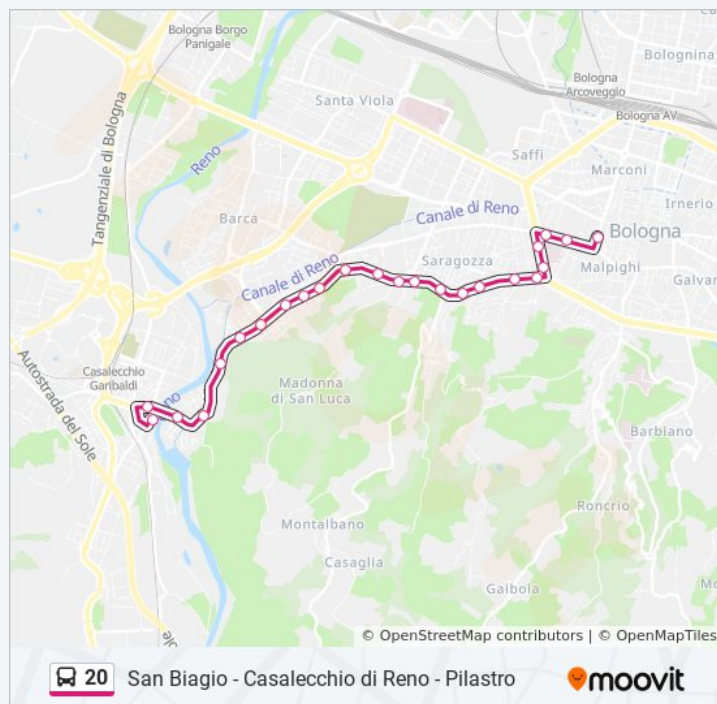 Bologna Borgo
Panigale
Bolognina
Bologna
Arcoveggio
Santa Viola
Bologna AV
Tangenziale di Bologna
Saffi
Marconi
Reno
Irnerio
Barca
Canale di Reno
Bologna
Saragozza
Malpighi
Canale di Reno
Galva
Autostrada del Sole
Casalecchio
Garibaldi
Madonna
di San Luca
Barbiano
Roncrio
Montalbano
Casaglia
Gaibola
© OpenStreetMap contributors | © OpenMapTiles
20 San Biagio - Casalecchio di Reno - Pilastro
moovit